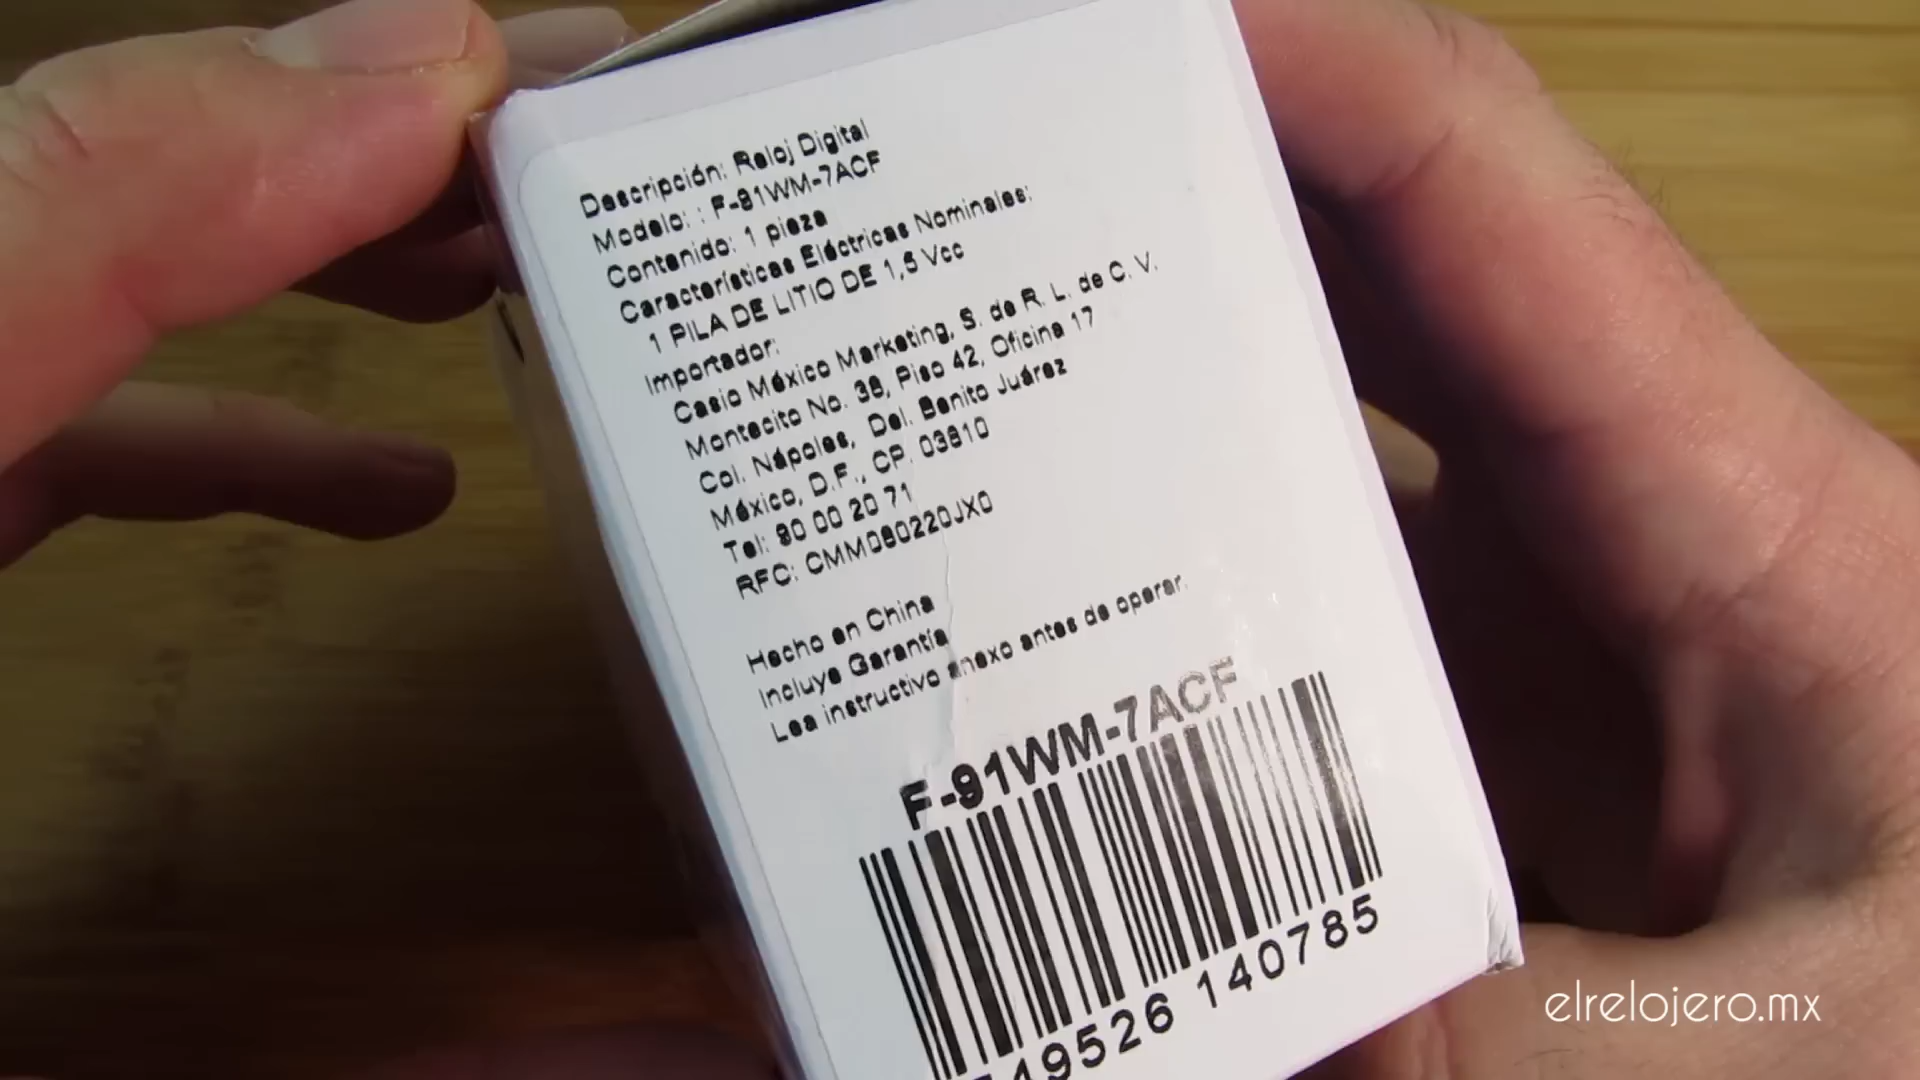 Descripción: Reloj Digital
Modelo: : F-91WM-7ACF
Contenido: 1 pieza
Características Eléctricas Nominales:
1 PILA DE LITIO DE 1,5 Vcc
Importador:
Casio México Marketing, S. de R. L. de C. V.
Montecito No. 38, Piso 42, Oficina 17
Col. Nápoles, Del. Benito Juárez
México, D.F., CP. 03810
Tel: 90 00 20 71
RFC: CMM080220JX0
Hecho en China
Incluye Garantía
Lea instructivo anexo antes de operar.
F-91WM-7ACF
49526 140785
elrelojero.mx